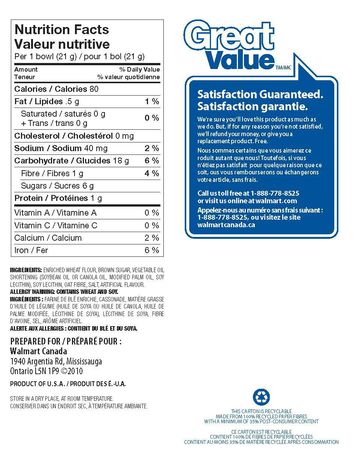 Nutrition Facts
Valeur nutritive
Per 1 bowl (21 g) / pour 1 bol (21 g)
Amount % Daily Value
Teneur % valeur quotidienne
Calories / Calories 80
Fat / Lipides .5 g 1 %
Saturated / saturés 0 g
+ Trans / trans 0 g 0 %
Cholesterol / Cholestérol 0 mg
Sodium / Sodium 40 mg 2 %
Carbohydrate / Glucides 18 g 6 %
Fibre / Fibres 1 g 4 %
Sugars / Sucres 6 g
Protein / Protéines 1 g
Vitamin A / Vitamine A 0 %
Vitamin C / Vitamine C 0 %
Calcium / Calcium 2 %
Iron / Fer 6 %
INGREDIENTS: ENRICHED WHEAT FLOUR, BROWN SUGAR, VEGETABLE OIL
SHORTENING (SOYBEAN OIL OR CANOLA OIL, MODIFIED PALM OIL, SOY
LECITHIN), SOY LECITHIN, OAT FIBRE, SALT, ARTIFICIAL FLAVOUR.
ALLERGY WARNING: CONTAINS WHEAT AND SOY.
INGRÉDIENTS : FARINE DE BLÉ ENRICHIE, CASSONADE, MATIÈRE GRASSE
D'HUILE DE LÉGUME (HUILE DE SOYA OU HUILE DE CANOLA, HUILE DE
PALME MODIFIÉE, LÉCITHINE DE SOYA), LÉCITHINE DE SOYA, FIBRE
D'AVOINE, SEL, ARÔME ARTIFICIEL.
ALERTE AUX ALLERGIES : CONTIENT DU BLÉ ET DU SOYA.
PREPARED FOR / PRÉPARÉ POUR :
Walmart Canada
1940 Argentia Rd, Mississauga
Ontario L5N 1P9 ©2010
PRODUCT OF U.S.A. / PRODUIT DES É.-U.A.
STORE IN A DRY PLACE, AT ROOM TEMPERATURE.
CONSERVER DANS UN ENDROIT SEC, À TEMPÉRATURE AMBIANTE.
Great
Value
TM/MC
Satisfaction Guaranteed.
Satisfaction garantie.
We're sure you'll love this product as much as
we do. But, if for any reason you're not satisfied,
we'll refund your money, or give you a
replacement product. Free.
Nous sommes certains que vous aimerez ce
produit autant que nous! Toutefois, si vous
n'étiez pas satisfait pour quelque raison que ce
soit, ous vous rembourserons ou échangerons
votre article, sans frais.
Call us toll free at 1-888-778-8525
or visit us online at walmart.com
Appelez-nous au numéro sans frais suivant :
1-888-778-8525, ou visitez le site
walmartcanada.ca
THIS CARTON IS RECYCLABLE
MADE FROM 100% RECYCLED PAPER FIBRES
WITH A MINIMUM OF 35% POST-CONSUMER CONTENT
CE CARTON EST RECYCLABLE
CONTIENT 100% DE FIBRES DE PAPIER RECYCLÉES
CONTIENT AU MOINS 35% DE MATIÈRE RECYCLABLE APRÈS CONSOMMATION